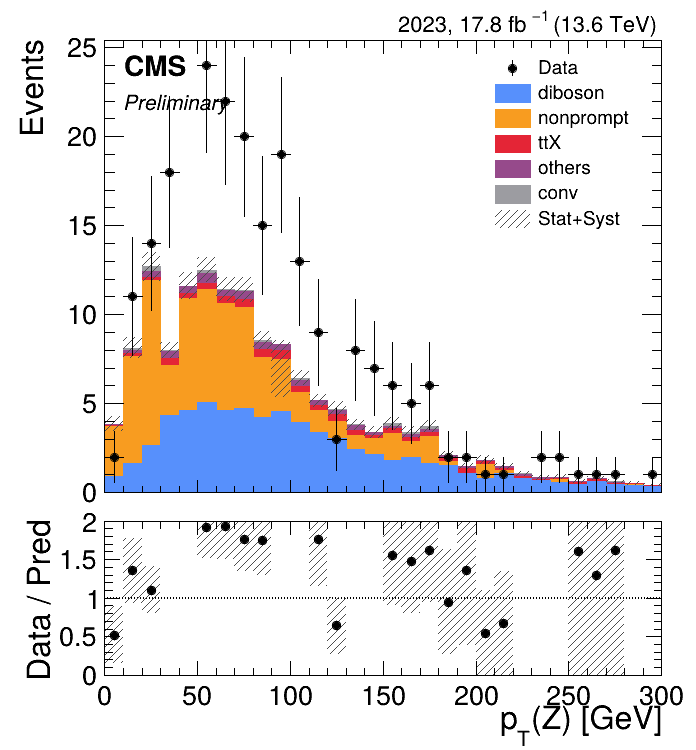 2023, 17.8 fb⁻¹ (13.6 TeV)
Events
25
20
15
10
5
0
CMS
Preliminary
Data
diboson
nonprompt
ttX
others
conv
Stat+Syst
Data / Pred
2
1.5
1
0.5
0
0 50 100 150 200 250 300
p_T(Z) [GeV]